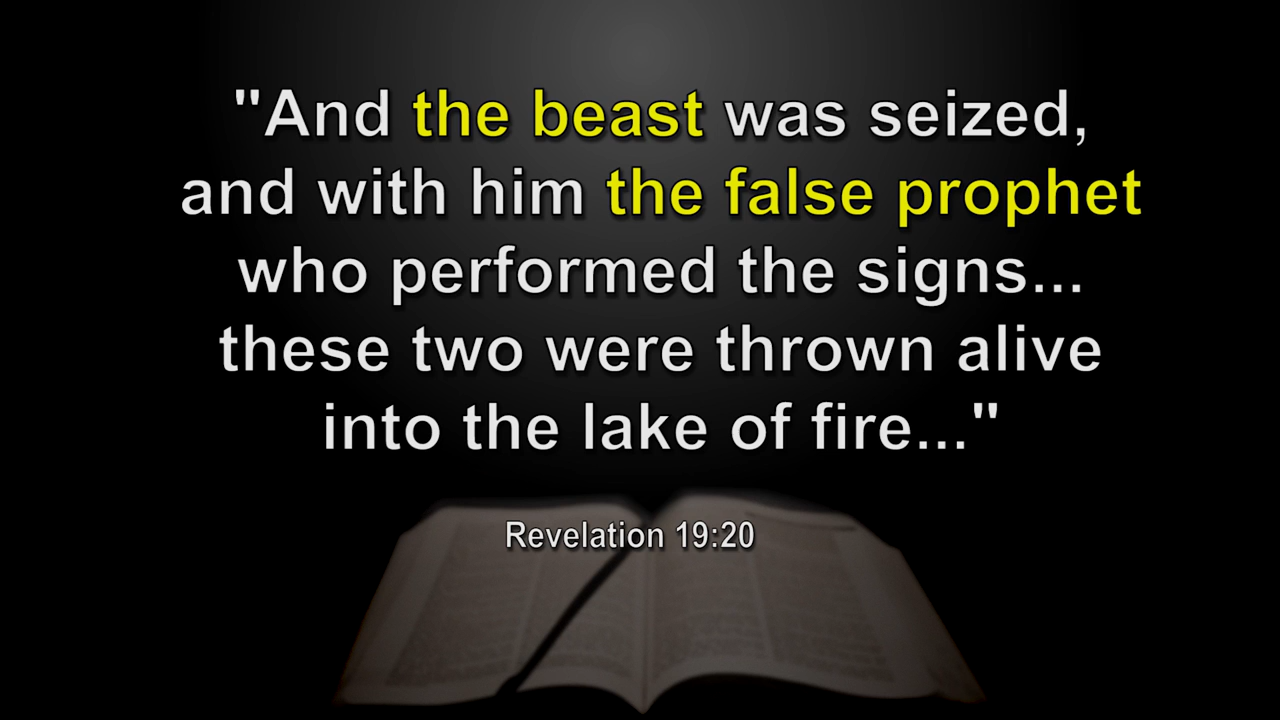 "And the beast was seized,
and with him the false prophet
who performed the signs...
these two were thrown alive
into the lake of fire..."
Revelation 19:20